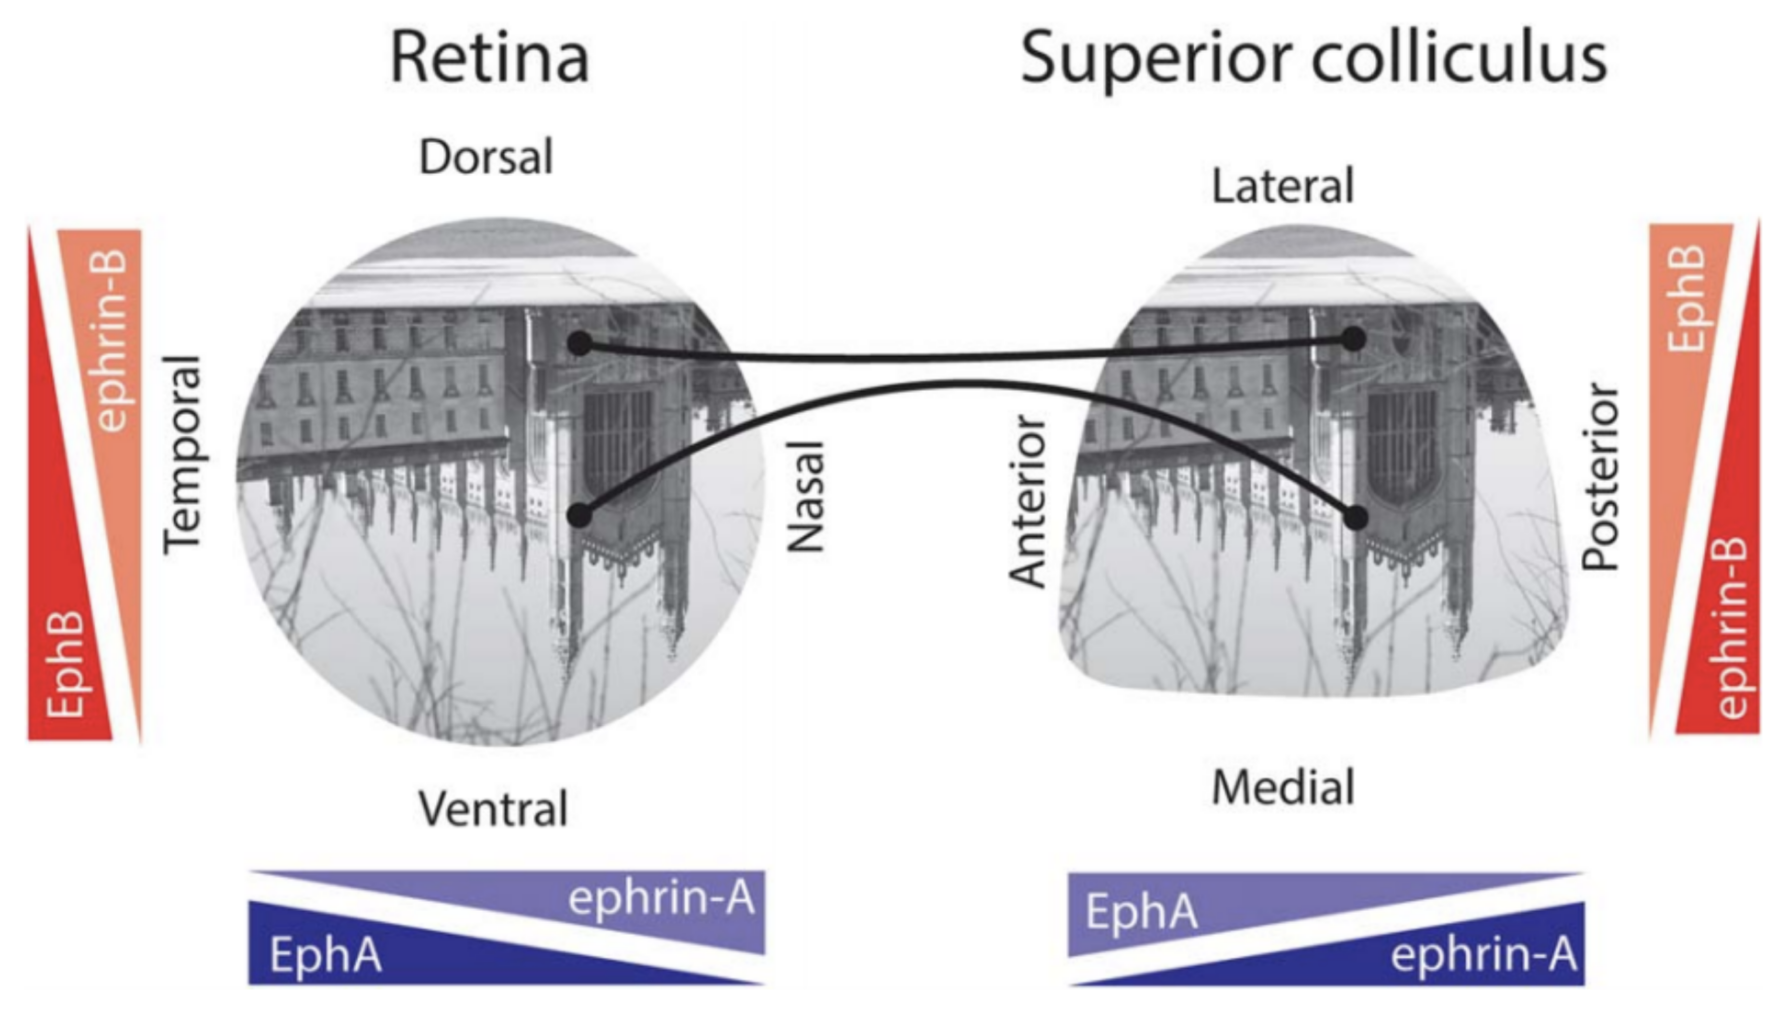 Retina
Superior colliculus
Dorsal
Lateral
ephrin-B
EphB
Temporal
Nasal
Anterior
Posterior
EphB
ephrin-B
Ventral
Medial
ephrin-A
EphA
EphA
ephrin-A